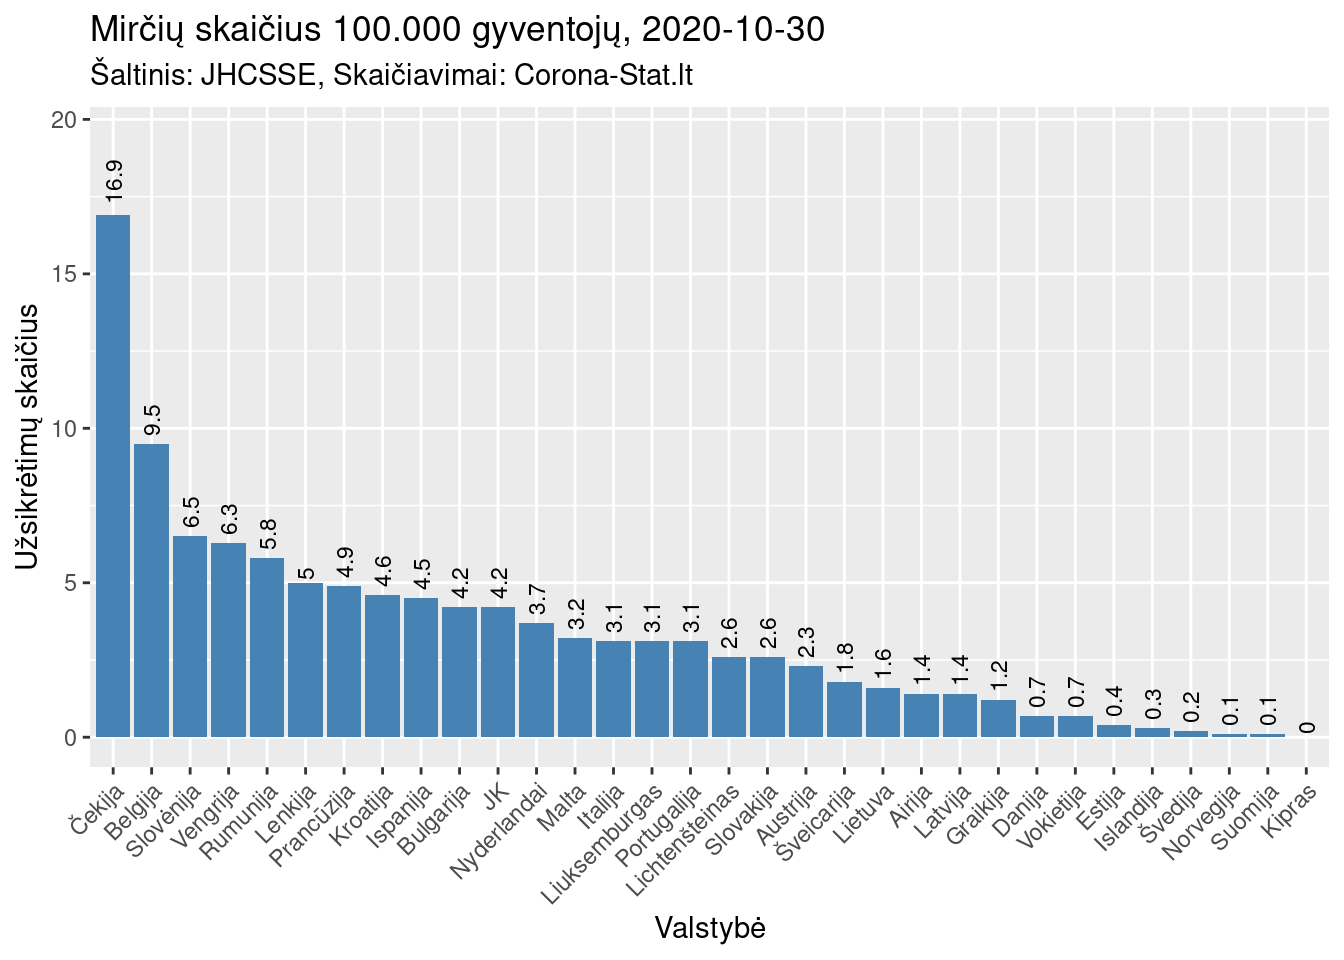 Mirčių skaičius 100.000 gyventojų, 2020-10-30
Šaltinis: JHCSSE, Skaičiavimai: Corona-Stat.lt
Užsikrėtimų skaičius
20
15
10
5
0
16.9
9.5
6.5
6.3
5.8
5
4.9
4.6
4.5
4.2
4.2
3.7
3.2
3.1
3.1
3.1
2.6
2.6
2.3
1.8
1.6
1.4
1.4
1.2
0.7
0.7
0.4
0.3
0.2
0.1
0.1
0
Čekija
Belgija
Slovėnija
Vengrija
Rumunija
Lenkija
Prancūzija
Kroatija
Ispanija
Bulgarija
JK
Nyderlandai
Malta
Italija
Liuksemburgas
Portugalija
Lichtenšteinas
Slovakija
Austrija
Šveicarija
Lietuva
Airija
Latvija
Graikija
Danija
Vokietija
Estija
Islandija
Švedija
Norvegija
Suomija
Kipras
Valstybė